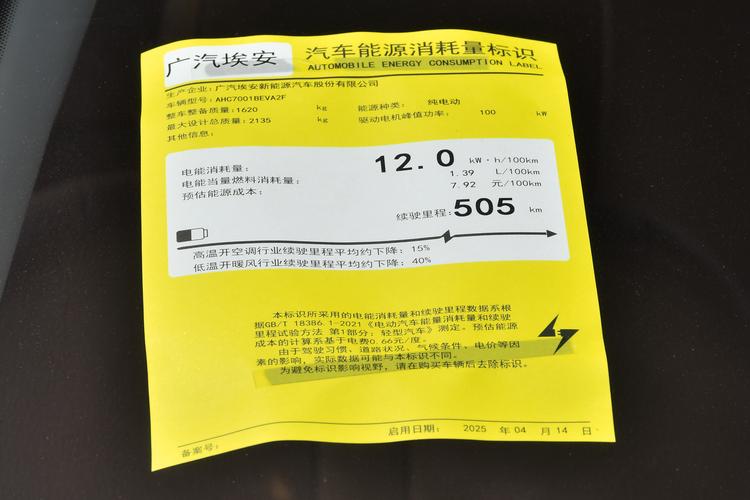 广汽埃安 汽车能源消耗量标识
AUTOMOBILE ENERGY CONSUMPTION LABEL
生产企业：广汽埃安新能源汽车股份有限公司
车辆型号：AHC7001BEVA2F 能源种类： 纯电动
整车整备质量：1620 kg 驱动电机峰值功率： 100 kW
最大设计总质量：2135 kg
其他信息：
电能消耗量： 12.0 kW·h/100km
电能当量燃料消耗量： 1.39 L/100km
预估能源成本： 7.92 元/100km
续驶里程：505 km
高温开空调行业续驶里程平均约下降： 15%
低温开暖风行业续驶里程平均约下降： 40%
本标识所采用的电能消耗量和续驶里程数据系根
据GB/T 18386.1-2021《电动汽车能量消耗量和续驶
里程试验方法 第1部分：轻型汽车》测定。预估能源
成本的计算系基于电费0.66元/度。
由于驾驶习惯、道路状况、气候条件、电价等因
素的影响，实际数据可能与本标识不同。
为避免标识影响视野，请在购买车辆后去除标识。
备案号： 启用日期： 2025 年 04 月 14 日